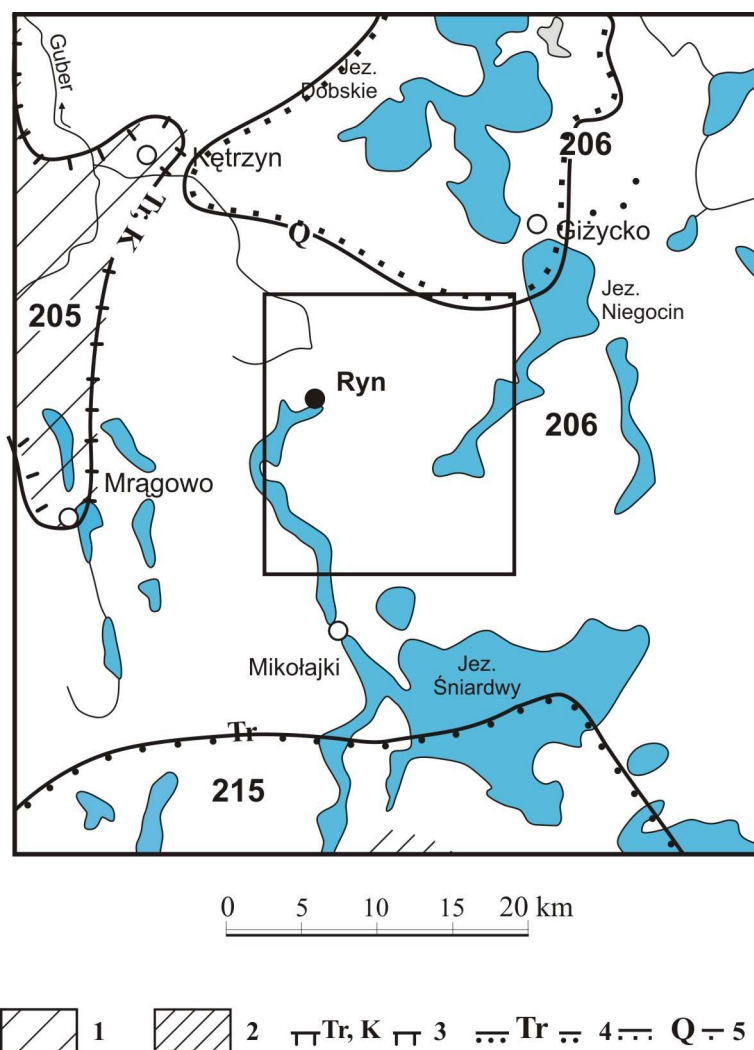 Guber
Jez.
Dobskie
206
Kętrzyn
Tr, K
Q
Giżycko
Jez.
Niegocin
205
Ryn
206
Mrągowo
Mikołajki
Jez.
Śniardwy
Tr
215
0 5 10 15 20 km
1 2 Tr, K 3 Tr 4 Q 5